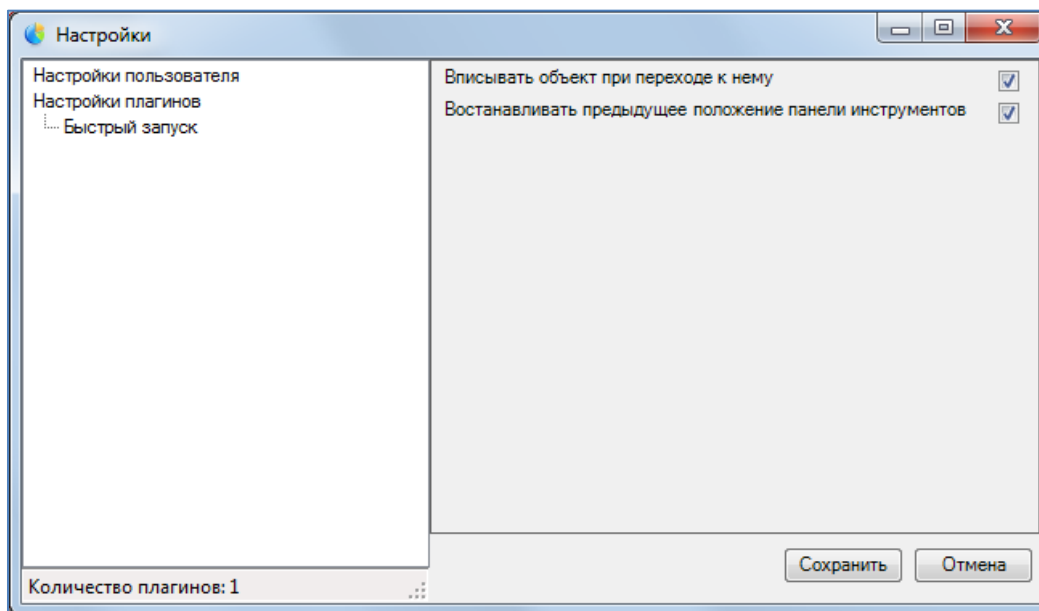 Настройки
Настройки пользователя
Настройки плагинов
Быстрый запуск
Вписывать объект при переходе к нему
Востанавливать предыдущее положение панели инструментов
Сохранить
Отмена
Количество плагинов: 1